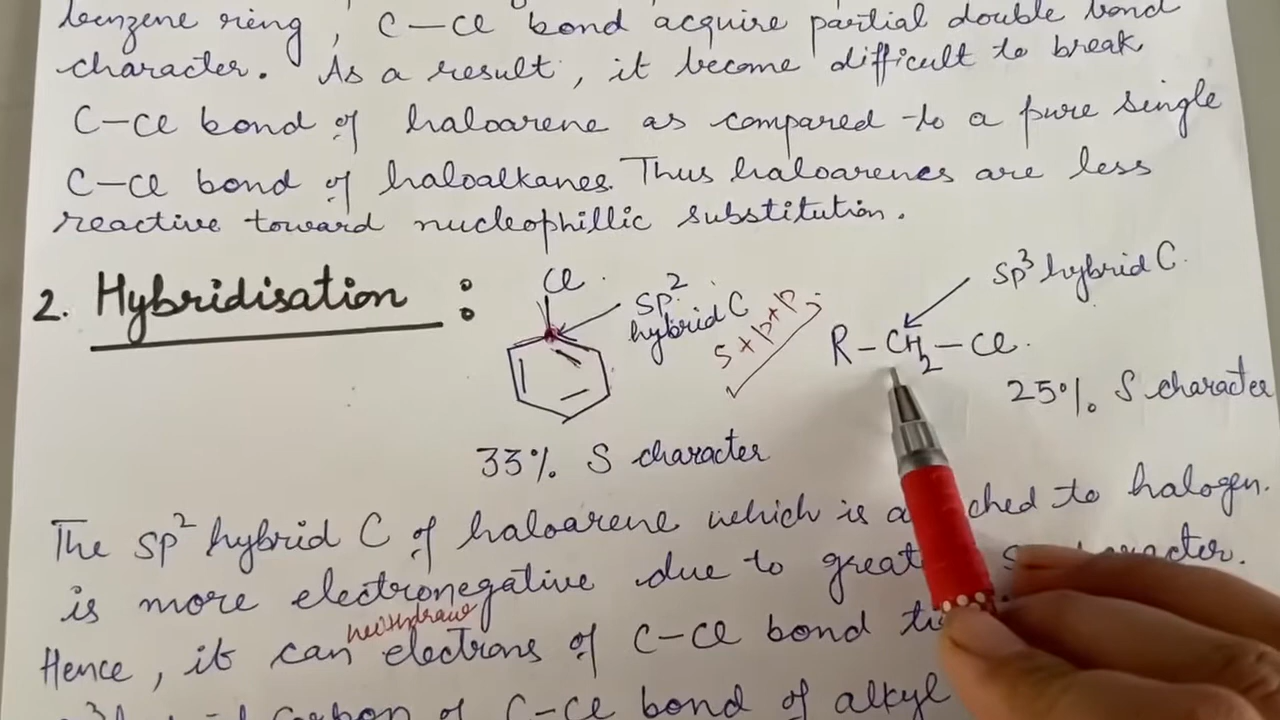 benzene ring, C-Cl bond acquire partial double bond
character. As a result, it become difficult to break
C-Cl bond of haloarene as compared to a pure single
C-Cl bond of haloalkanes. Thus haloarenes are less
reactive toward nucleophillic substitution.
2. Hybridisation :
Cl
sp² hybrid C
s+p+p
sp³ hybrid C
R-CH₂-Cl
33% S character
25% S character
The sp² hybrid C of haloarene which is attached to halogen.
is more electronegative due to great s character.
withdraw
Hence, it can electrons of C-Cl bond
carbon of C-Cl bond of alkyl